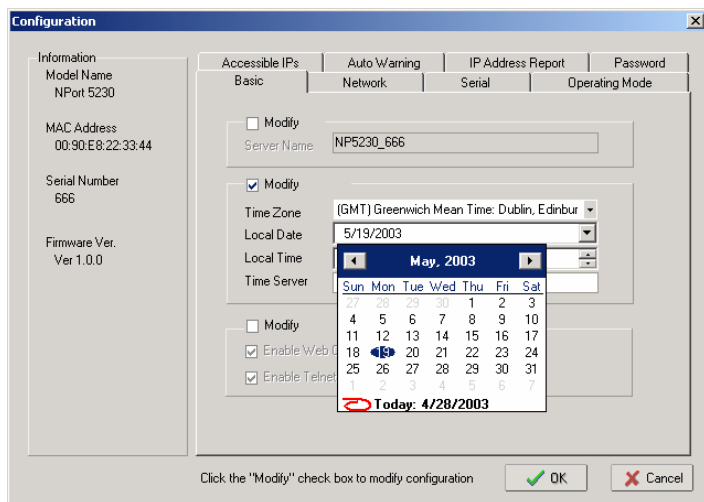 Configuration
Information
Model Name
NPort 5230
MAC Address
00:90:E8:22:33:44
Serial Number
666
Firmware Ver.
Ver 1.0.0
Accessible IPs
Auto Warning
IP Address Report
Password
Basic
Network
Serial
Operating Mode
Modify
Server Name
NP5230_666
Modify
Time Zone
(GMT) Greenwich Mean Time: Dublin, Edinbur
Local Date
5/19/2003
Local Time
Time Server
May, 2003
Sun Mon Tue Wed Thu Fri Sat
27 28 29 30 1 2 3
4 5 6 7 8 9 10
11 12 13 14 15 16 17
18 19 20 21 22 23 24
25 26 27 28 29 30 31
1 2 3 4 5 6 7
Today: 4/28/2003
Modify
Enable Web
Enable Telnet
Click the "Modify" check box to modify configuration
OK
Cancel